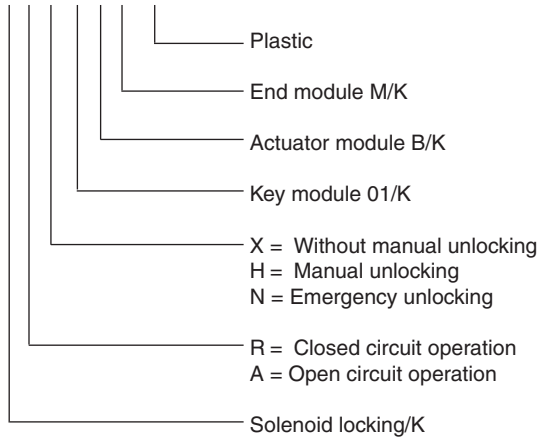 Plastic
End module M/K
Actuator module B/K
Key module 01/K
X = Without manual unlocking
H = Manual unlocking
N = Emergency unlocking
R = Closed circuit operation
A = Open circuit operation
Solenoid locking/K